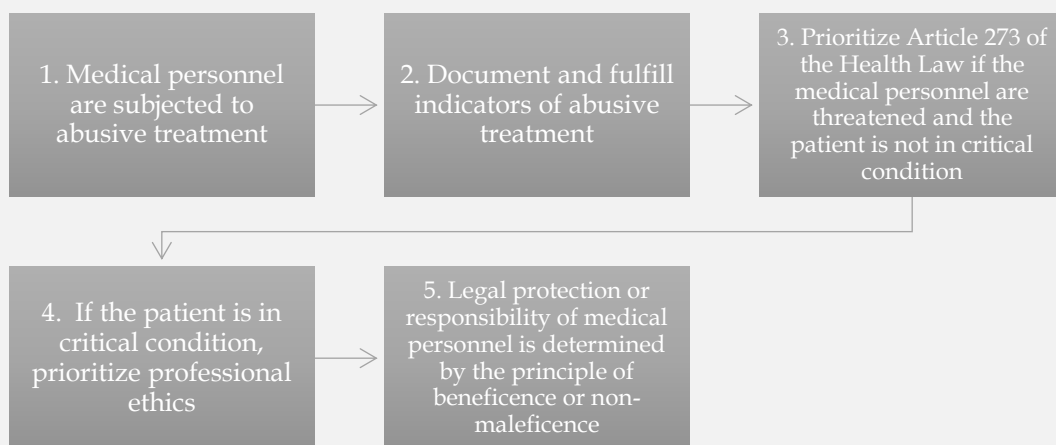 1. Medical personnel
are subjected to
abusive treatment
2. Document and fulfill
indicators of abusive
treatment
3. Prioritize Article 273 of
the Health Law if the
medical personnel are
threatened and the
patient is not in critical
condition
4. If the patient is in
critical condition,
prioritize professional
ethics
5. Legal protection or
responsibility of medical
personnel is determined
by the principle of
beneficence or non-
maleficence